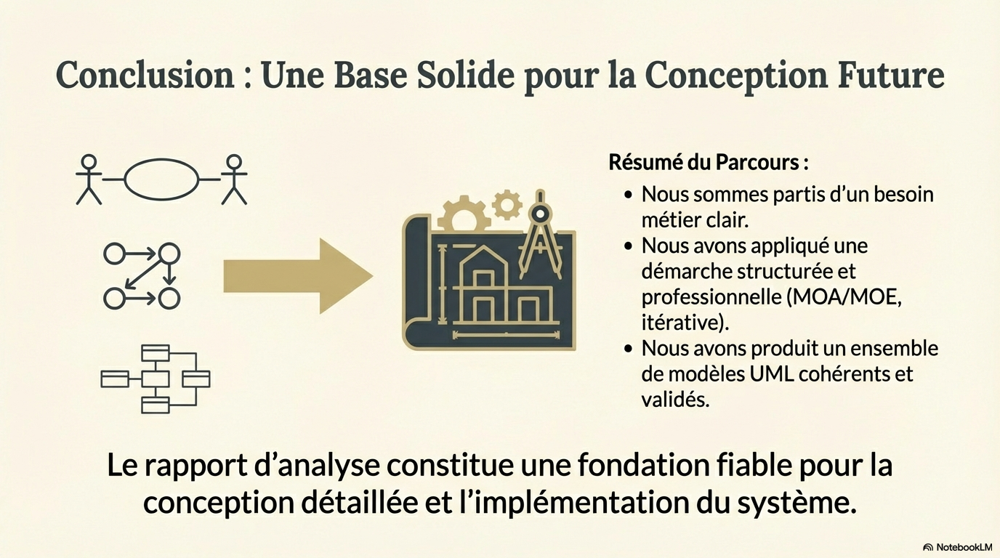 Conclusion : Une Base Solide pour la Conception Future
Résumé du Parcours :
• Nous sommes partis d’un besoin
métier clair.
• Nous avons appliqué une
démarche structurée et
professionnelle (MOA/MOE,
itérative).
• Nous avons produit un ensemble
de modèles UML cohérents et
validés.
Le rapport d’analyse constitue une fondation fiable pour la
conception détaillée et l’implémentation du système.
NotebookLM